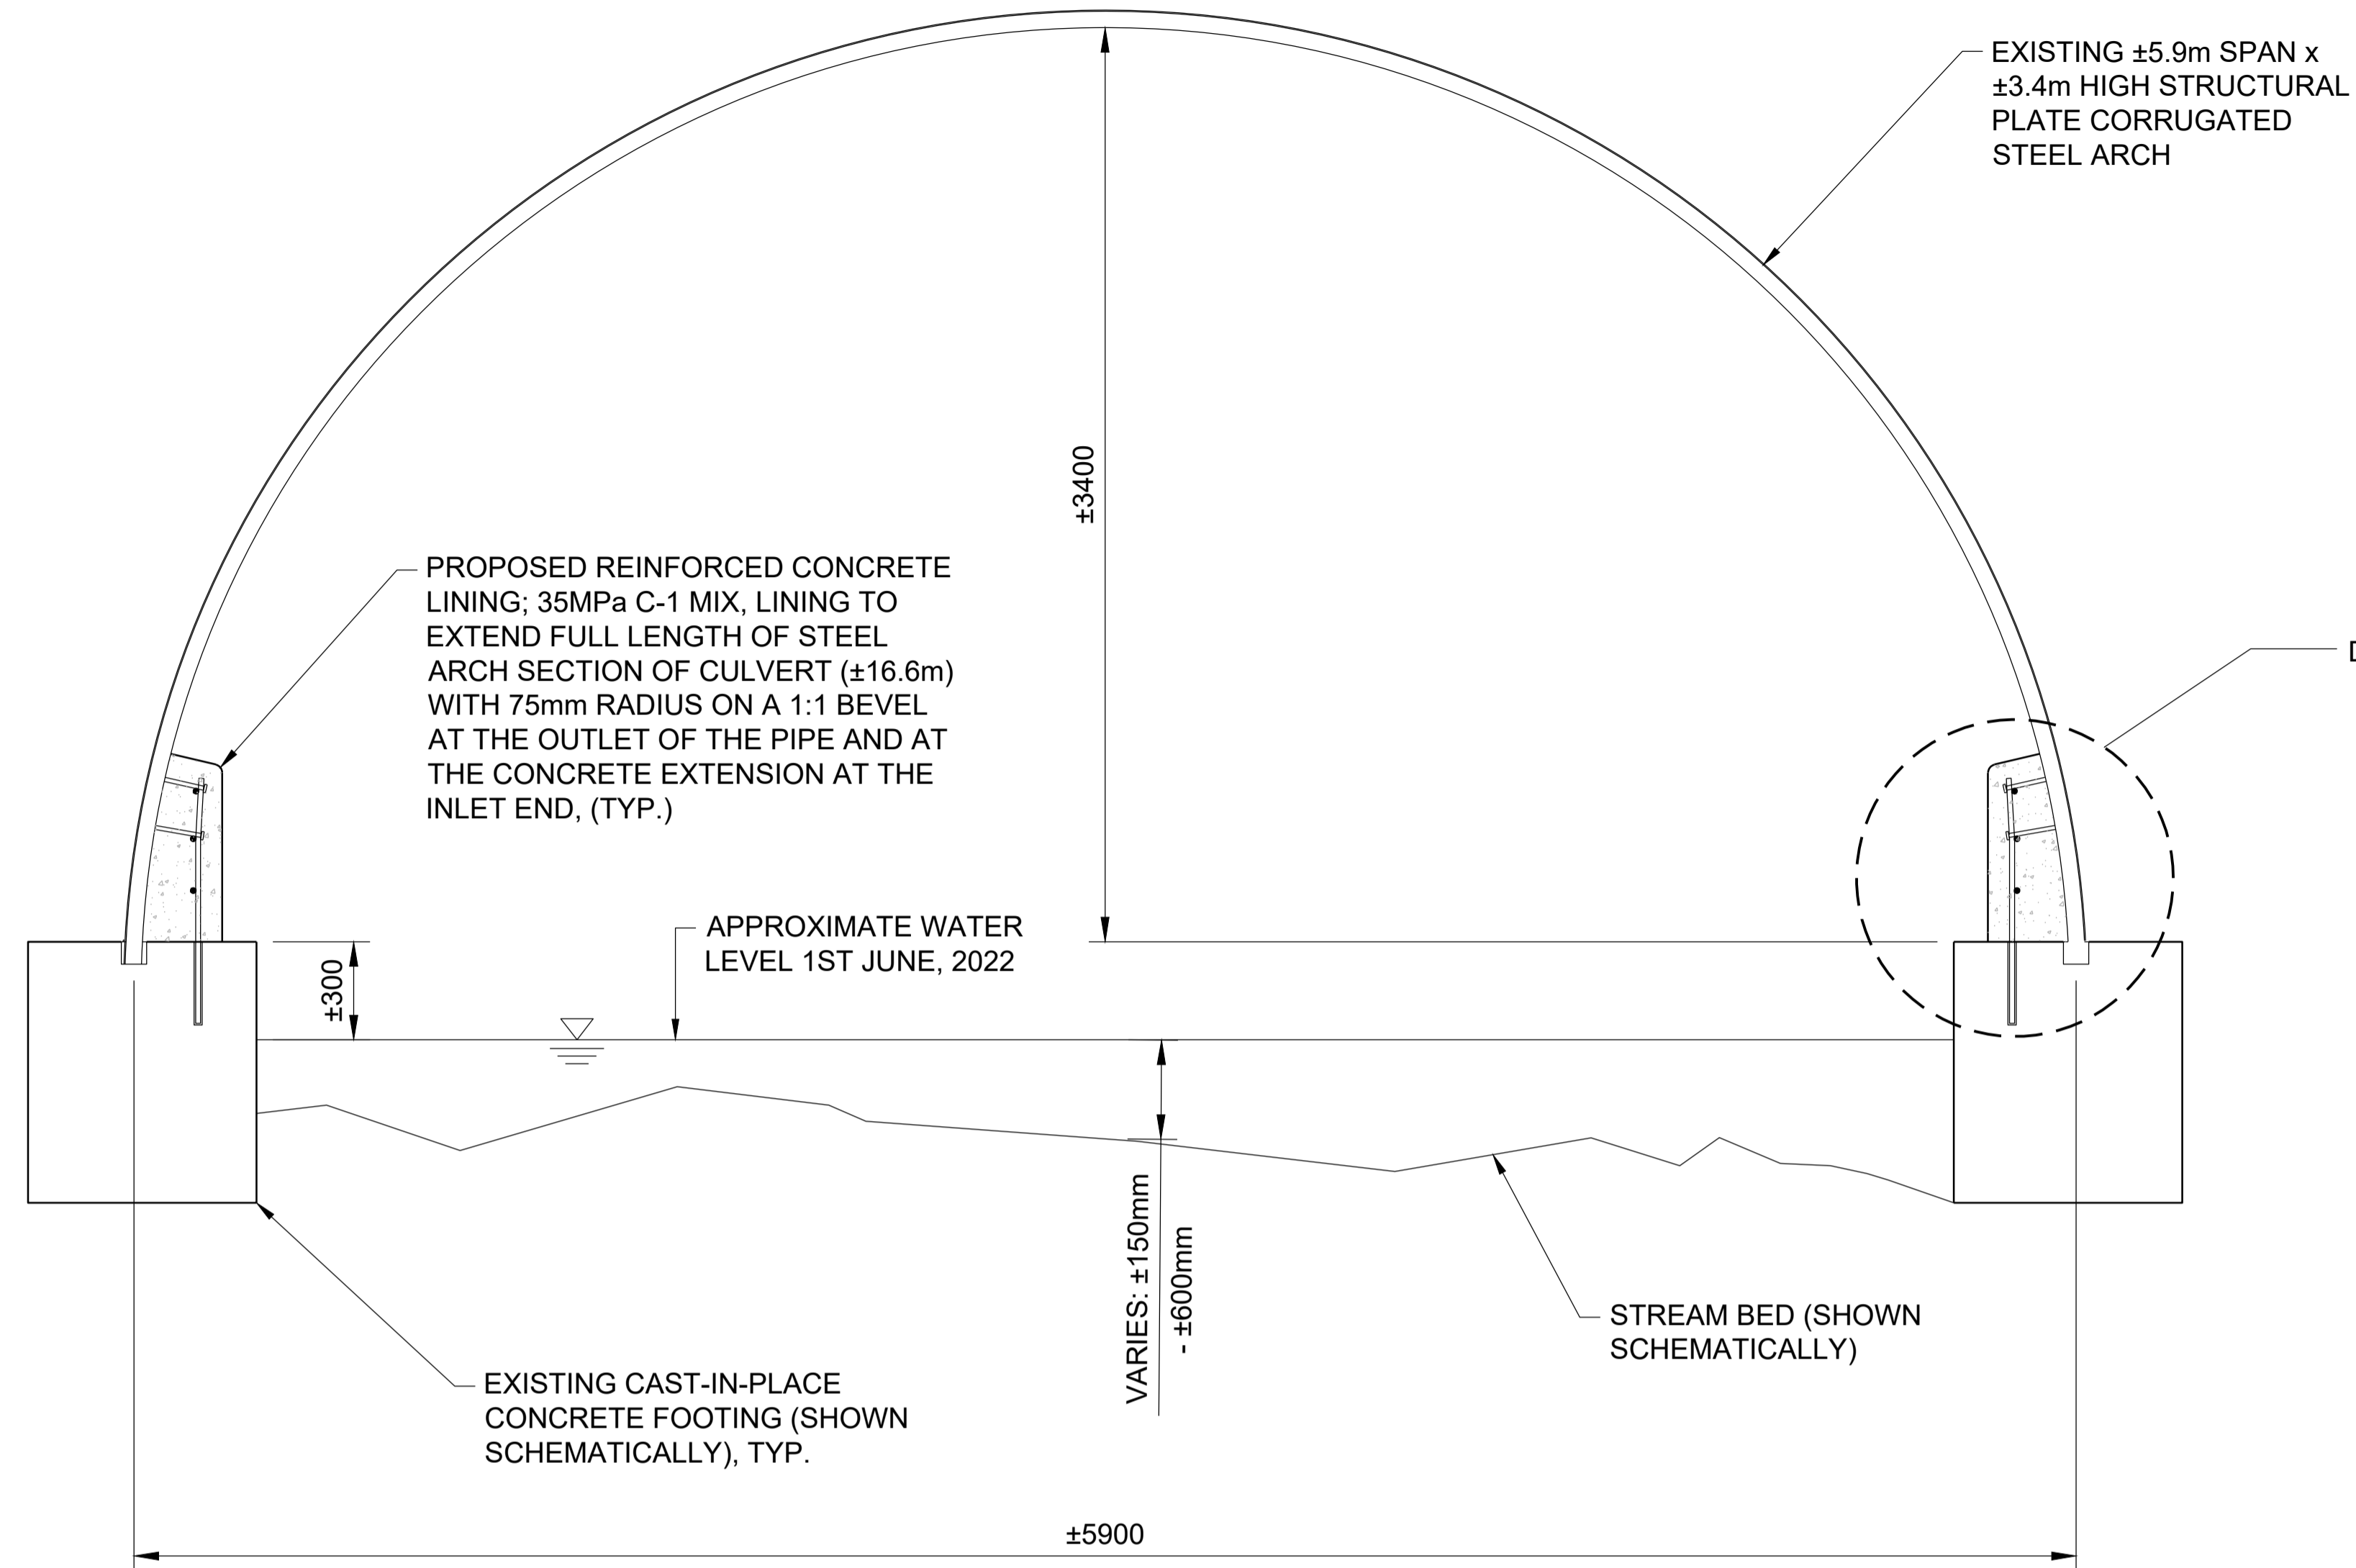 EXISTING ±5.9m SPAN x
±3.4m HIGH STRUCTURAL
PLATE CORRUGATED
STEEL ARCH
±3400
PROPOSED REINFORCED CONCRETE
LINING; 35MPa C-1 MIX, LINING TO
EXTEND FULL LENGTH OF STEEL
ARCH SECTION OF CULVERT (±16.6m)
WITH 75mm RADIUS ON A 1:1 BEVEL
AT THE OUTLET OF THE PIPE AND AT
THE CONCRETE EXTENSION AT THE
INLET END, (TYP.)
APPROXIMATE WATER
LEVEL 1ST JUNE, 2022
±300
VARIES: ±150mm
- ±600mm
STREAM BED (SHOWN
SCHEMATICALLY)
EXISTING CAST-IN-PLACE
CONCRETE FOOTING (SHOWN
SCHEMATICALLY), TYP.
±5900